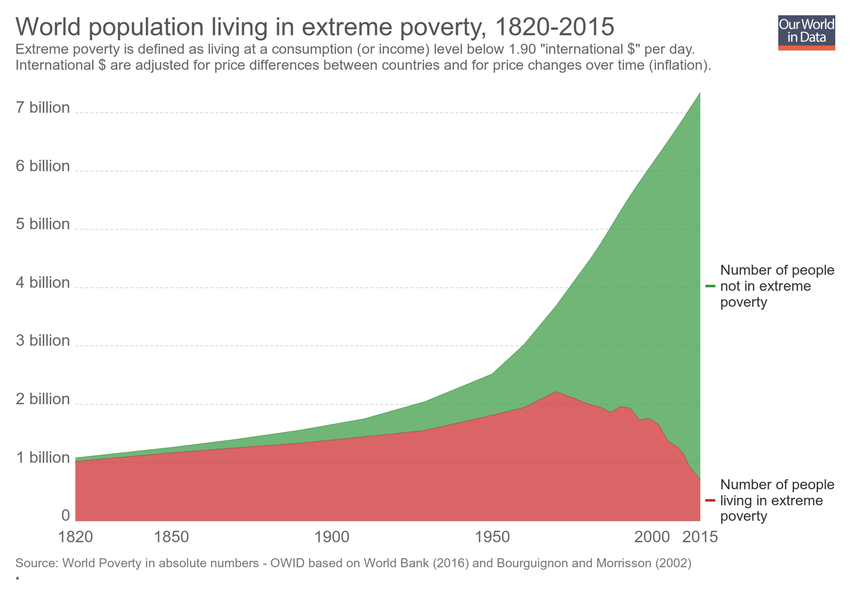 World population living in extreme poverty, 1820-2015
Our World
in Data
Extreme poverty is defined as living at a consumption (or income) level below 1.90 "international $" per day.
International $ are adjusted for price differences between countries and for price changes over time (inflation).
7 billion
6 billion
5 billion
4 billion
3 billion
2 billion
1 billion
0
Number of people
not in extreme
poverty
Number of people
living in extreme
poverty
1820
1850
1900
1950
2000
2015
Source: World Poverty in absolute numbers - OWID based on World Bank (2016) and Bourguignon and Morrisson (2002)
•